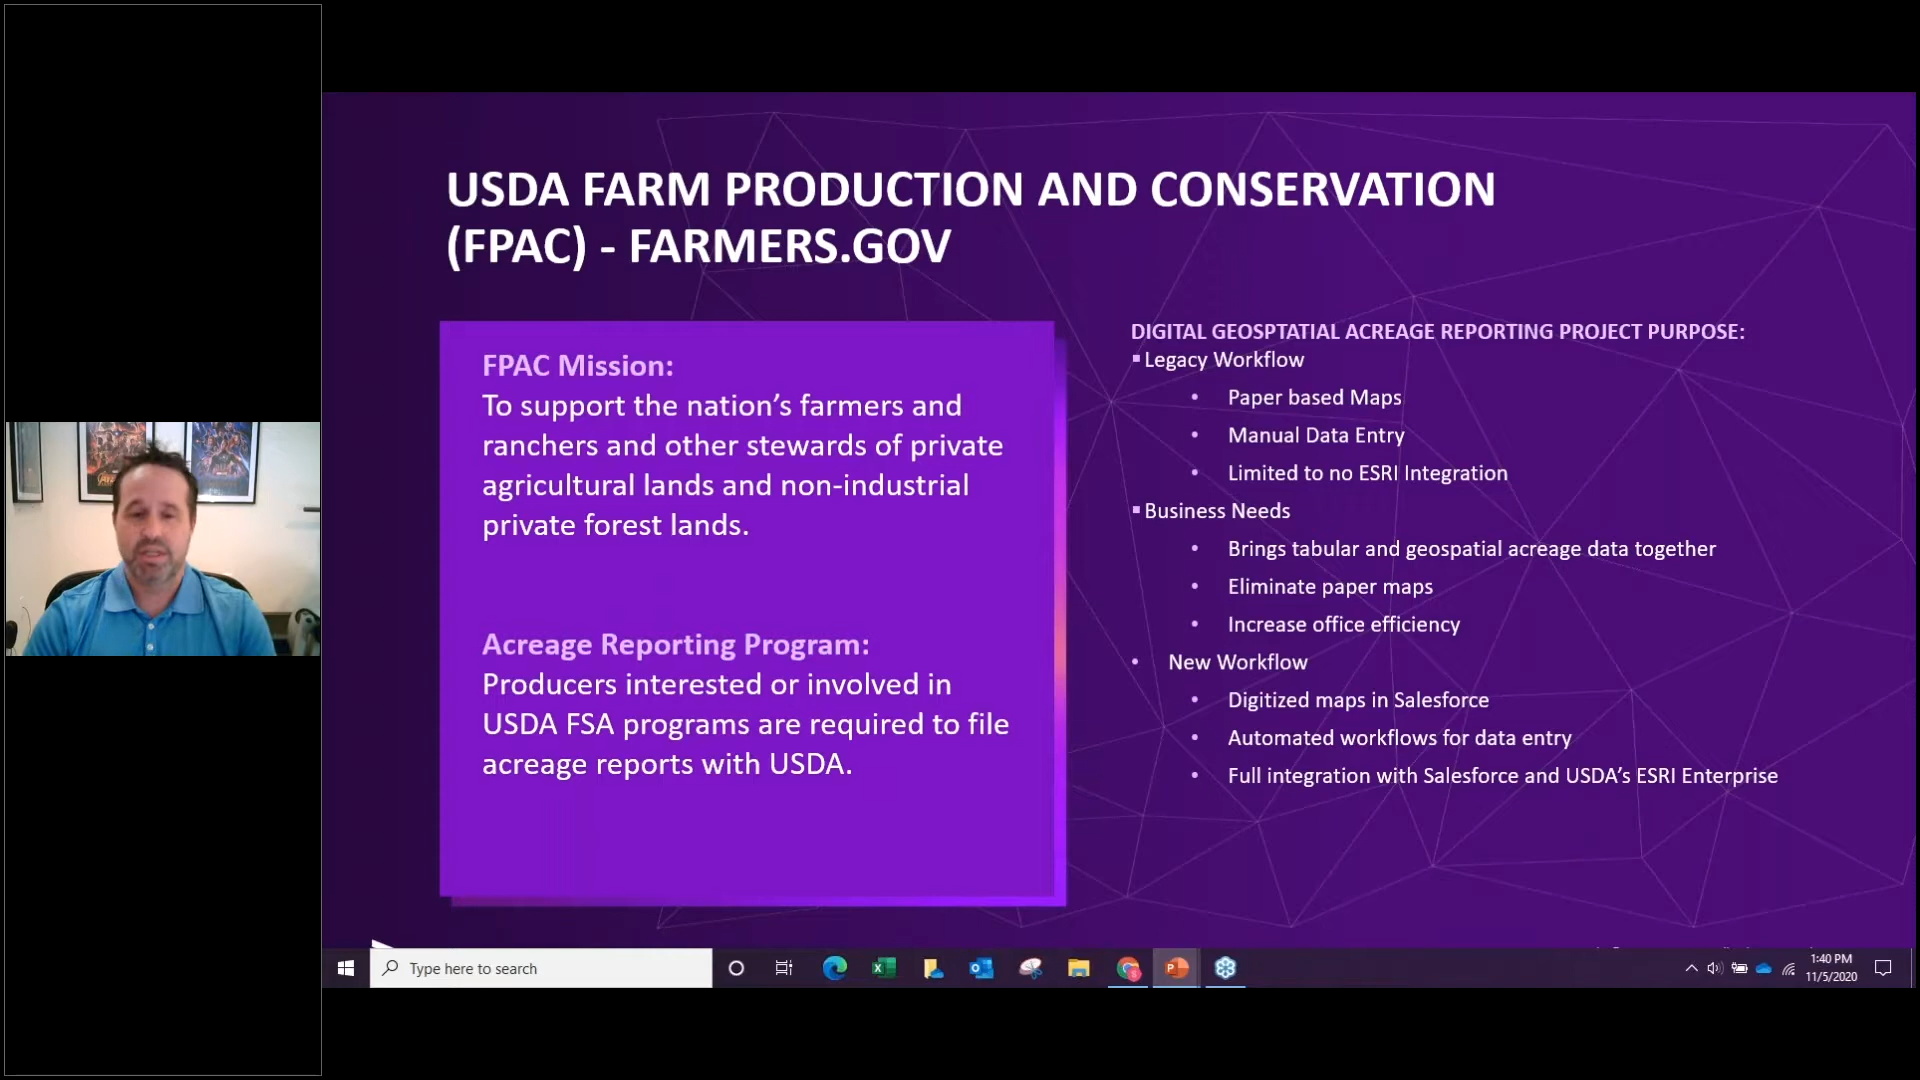 USDA FARM PRODUCTION AND CONSERVATION
(FPAC) - FARMERS.GOV
FPAC Mission:
To support the nation’s farmers and
ranchers and other stewards of private
agricultural lands and non-industrial
private forest lands.
Acreage Reporting Program:
Producers interested or involved in
USDA FSA programs are required to file
acreage reports with USDA.
DIGITAL GEOSPTATIAL ACREAGE REPORTING PROJECT PURPOSE:
▪Legacy Workflow
• Paper based Maps
• Manual Data Entry
• Limited to no ESRI Integration
▪Business Needs
• Brings tabular and geospatial acreage data together
• Eliminate paper maps
• Increase office efficiency
• New Workflow
• Digitized maps in Salesforce
• Automated workflows for data entry
• Full integration with Salesforce and USDA’s ESRI Enterprise
Type here to search
1:40 PM
11/5/2020